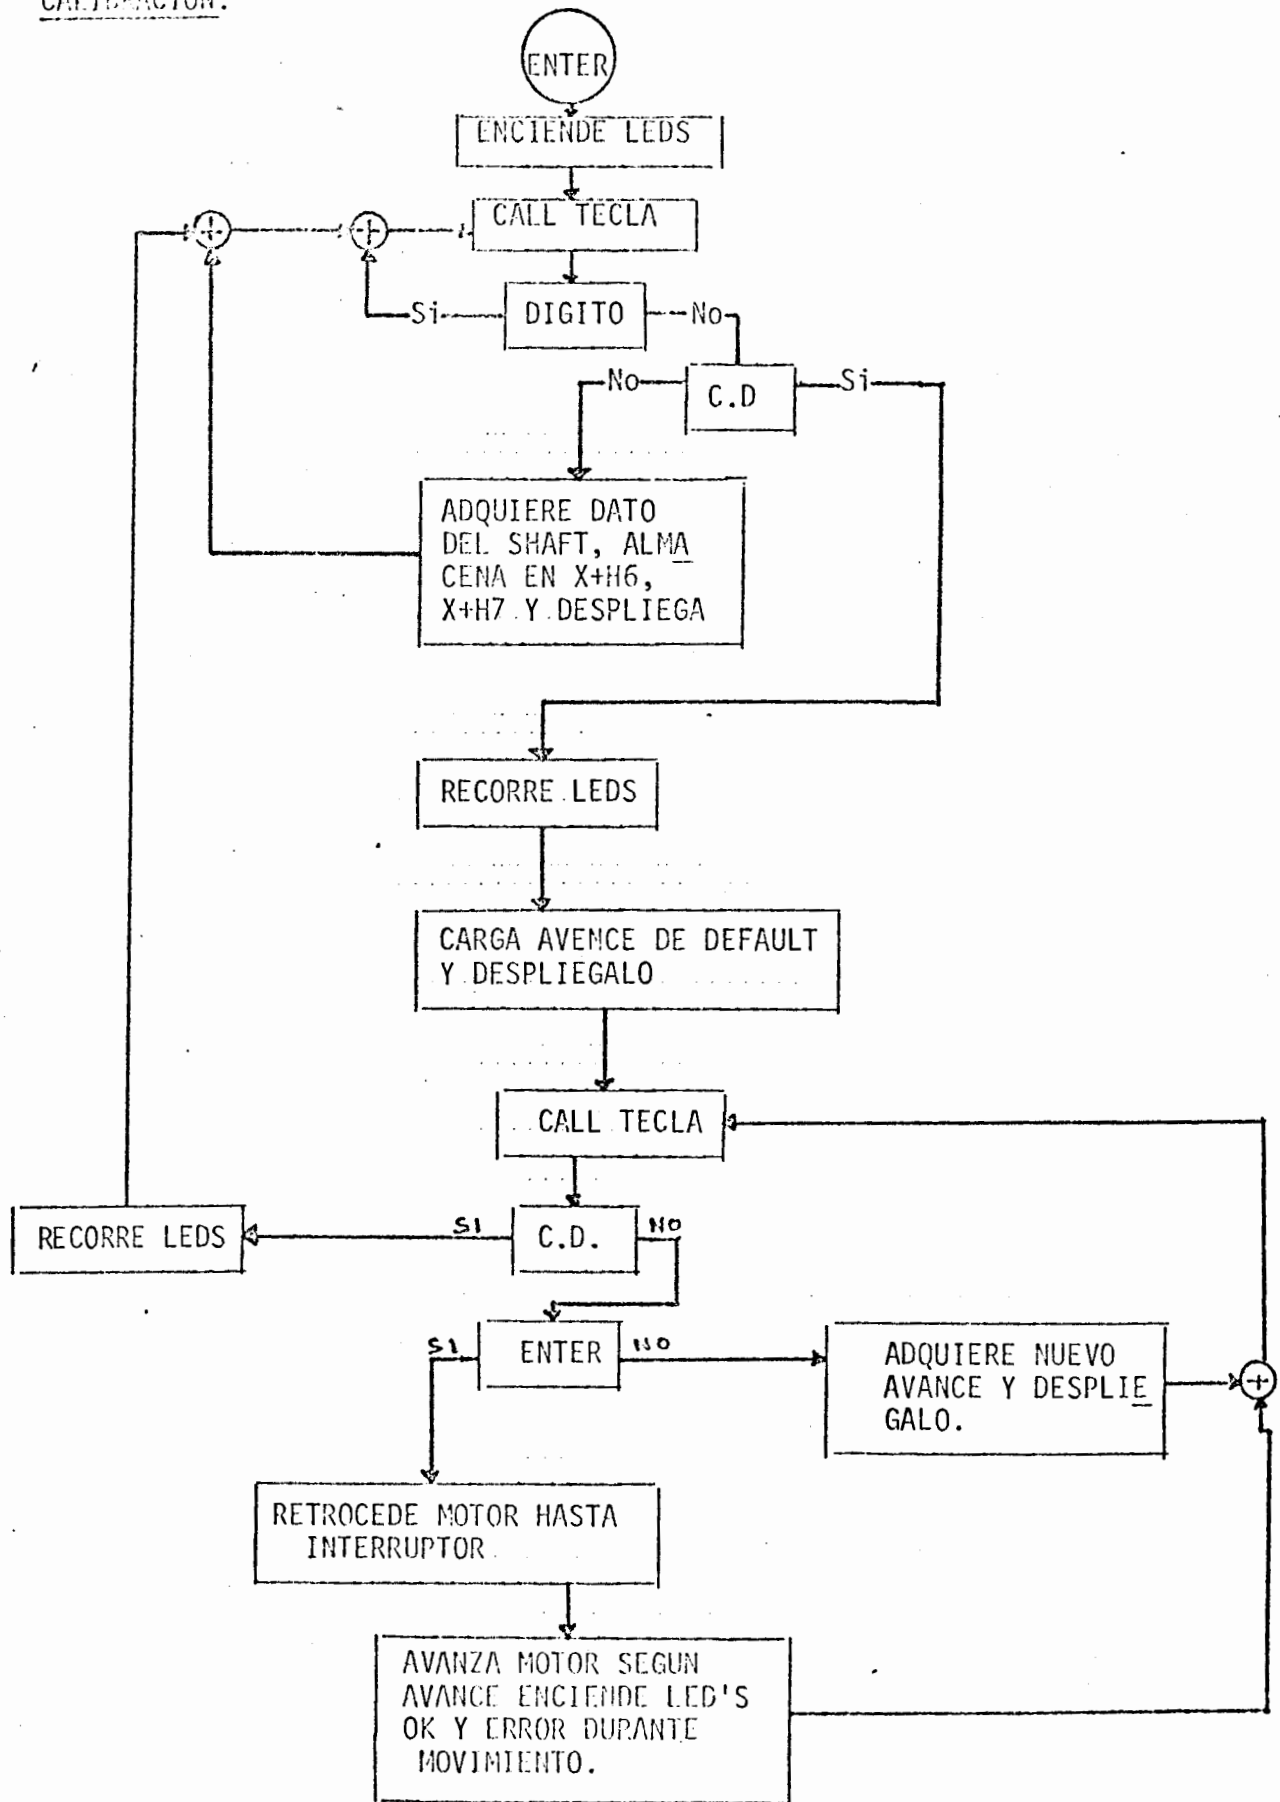 CALIBRACION.
ENTER
ENCIENDE LEDS
CALL TECLA
Si
DIGITO
No
No
C.D
Si
ADQUIERE DATO
DEL SHAFT, ALMA
CENA EN X+H6,
X+H7 Y DESPLIEGA
RECORRE LEDS
CARGA AVENCE DE DEFAULT
Y DESPLIEGALO
CALL TECLA
RECORRE LEDS
SI
C.D.
NO
SI
ENTER
NO
ADQUIERE NUEVO
AVANCE Y DESPLIE
GALO.
RETROCEDE MOTOR HASTA
INTERRUPTOR
AVANZA MOTOR SEGUN
AVANCE ENCIENDE LED'S
OK Y ERROR DURANTE
MOVIMIENTO.